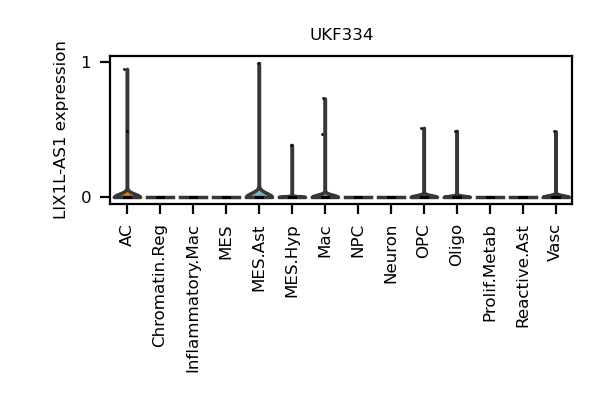 UKF334
LIX1L-AS1 expression
1
0
AC
Chromatin.Reg
Inflammatory.Mac
MES
MES.Ast
MES.Hyp
Mac
NPC
Neuron
OPC
Oligo
Prolif.Metab
Reactive.Ast
Vasc